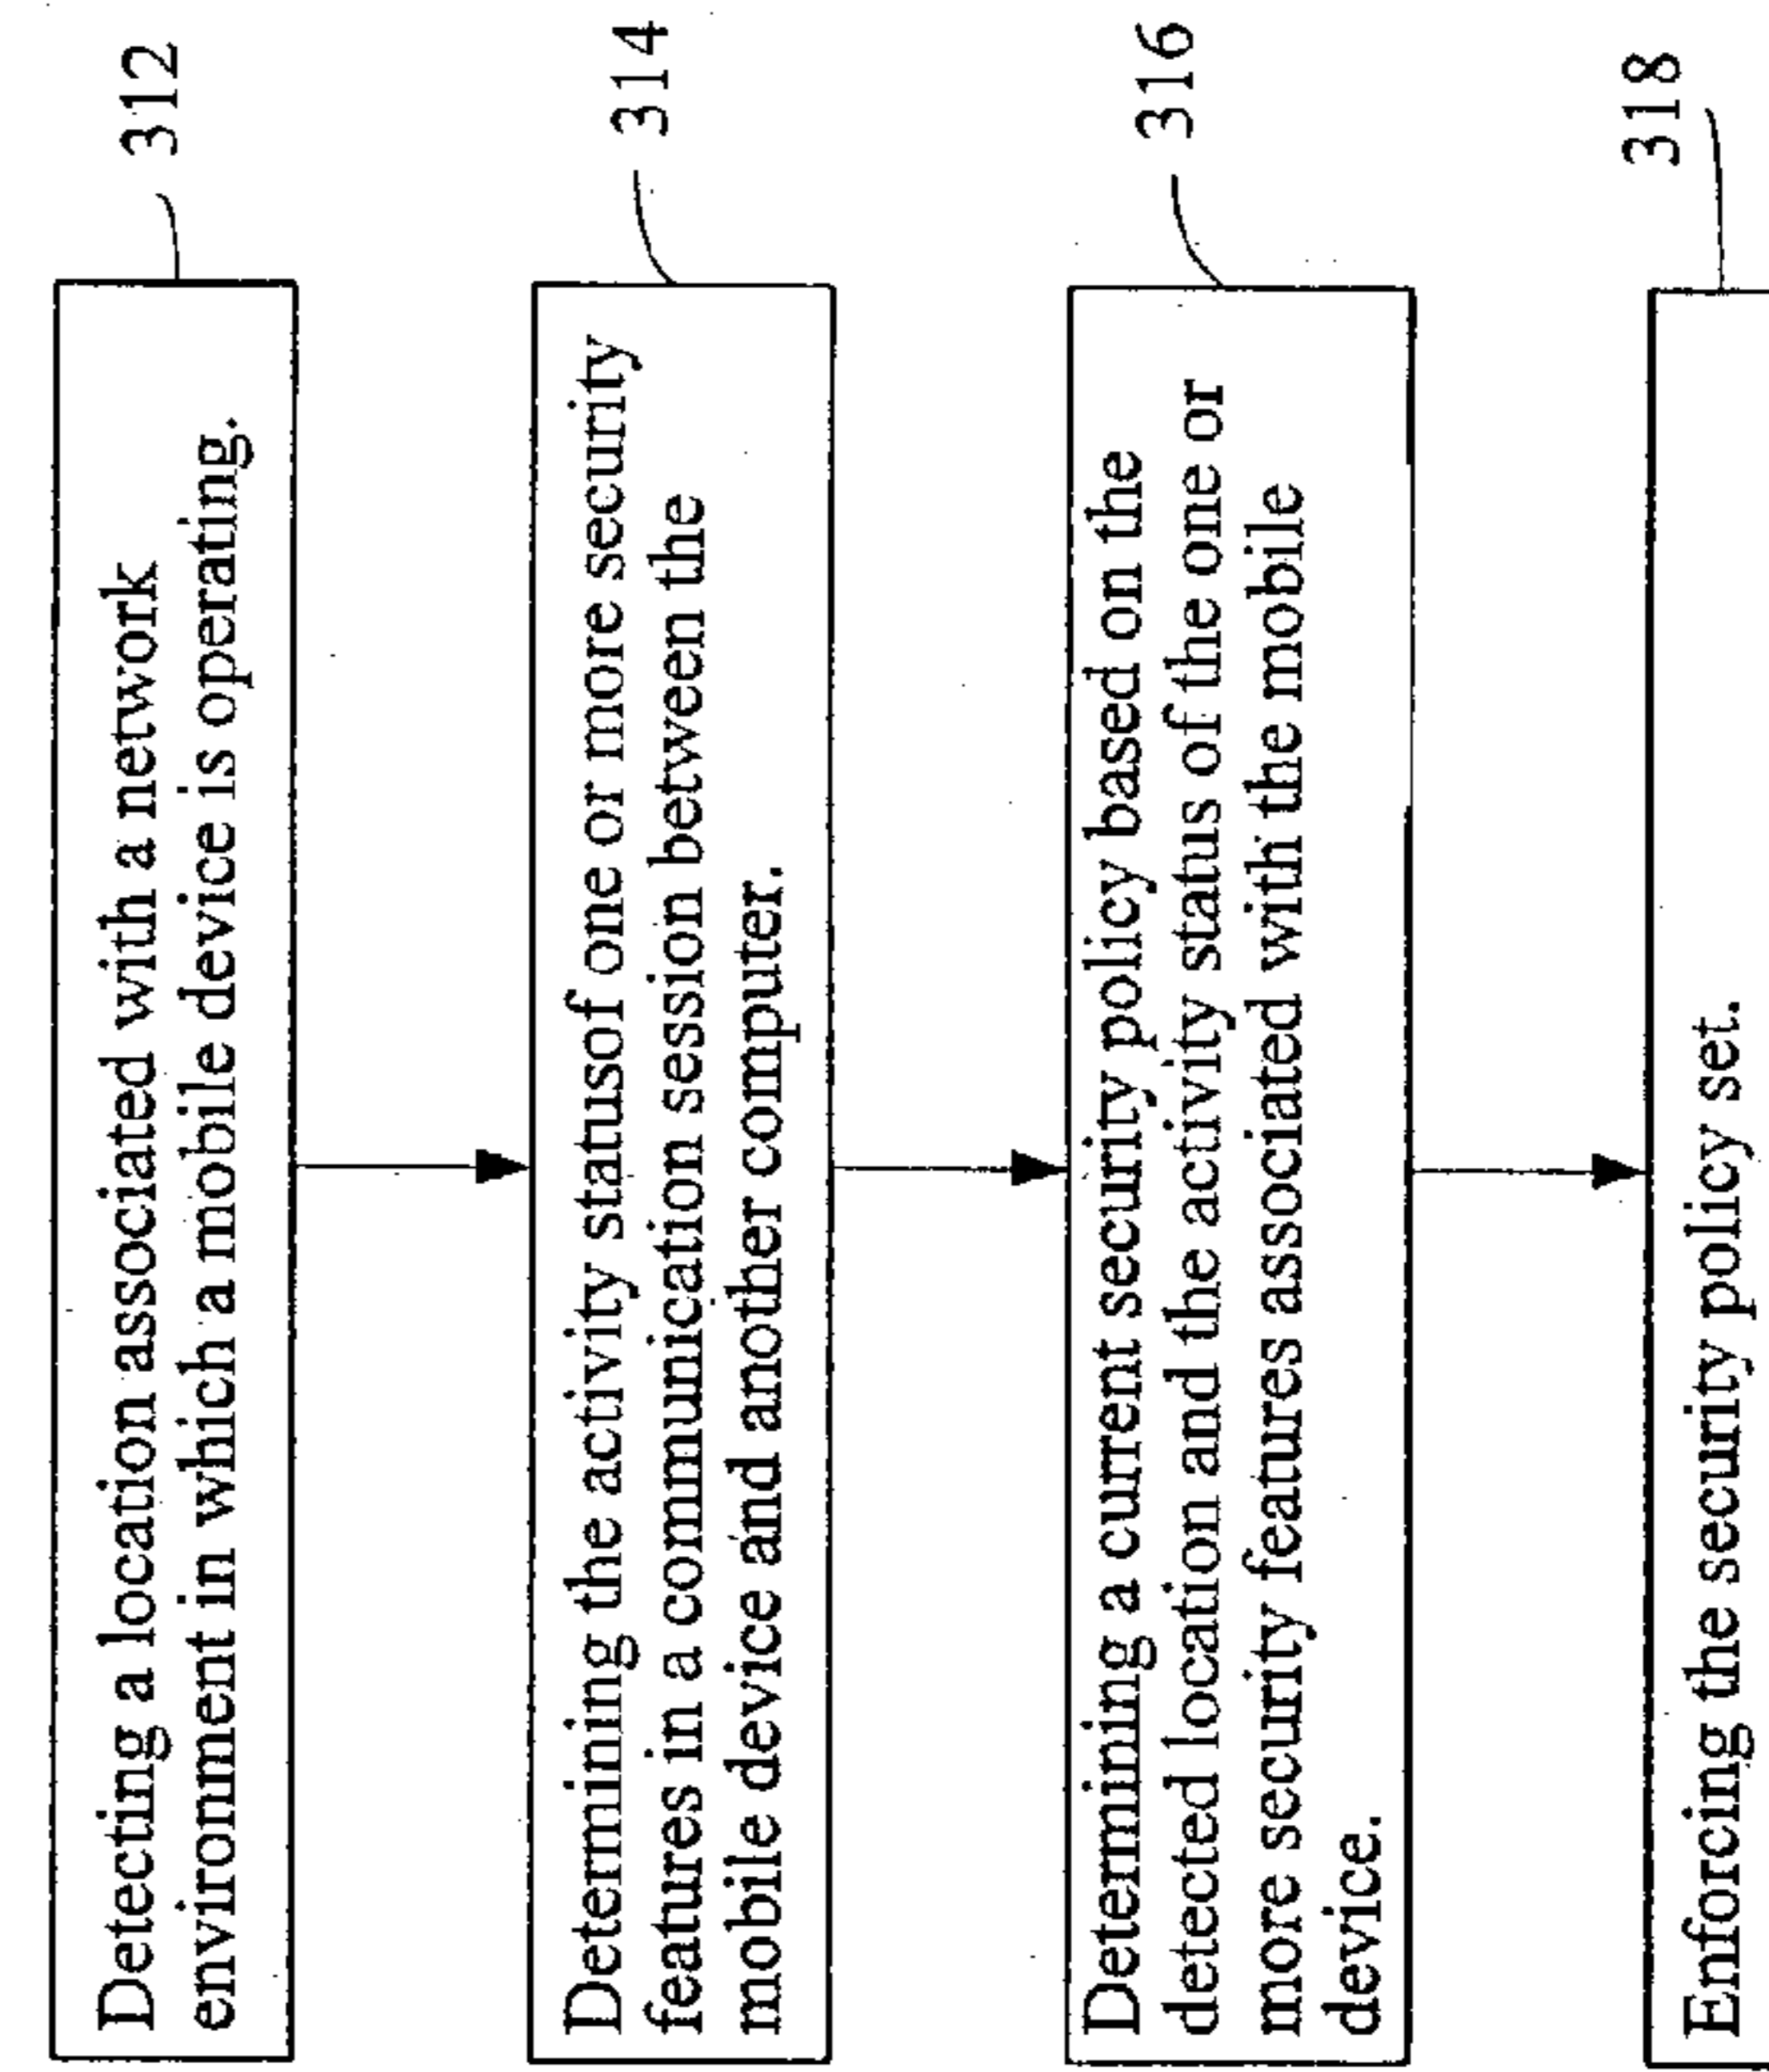 Detecting a location associated with a network
environment in which a mobile device is operating.
312
Determining the activity statusof one or more security
features in a communication session between the
mobile device and another computer.
314
Determining a current security policy based on the
detected location and the activity status of the one or
more security features associated with the mobile
device.
316
Enforcing the security policy set.
318